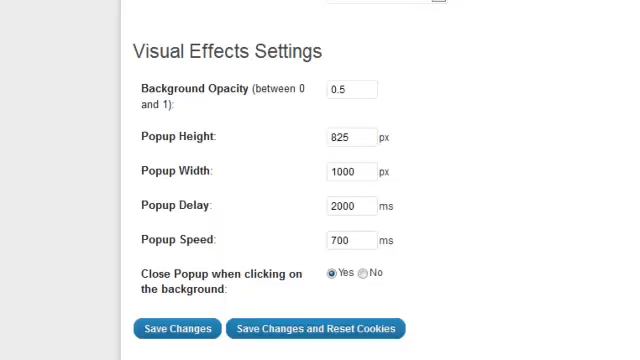 Visual Effects Settings
Background Opacity (between 0
and 1):
0.5
Popup Height:
825 px
Popup Width:
1000 px
Popup Delay:
2000 ms
Popup Speed:
700 ms
Close Popup when clicking on
the background:
Yes No
Save Changes Save Changes and Reset Cookies